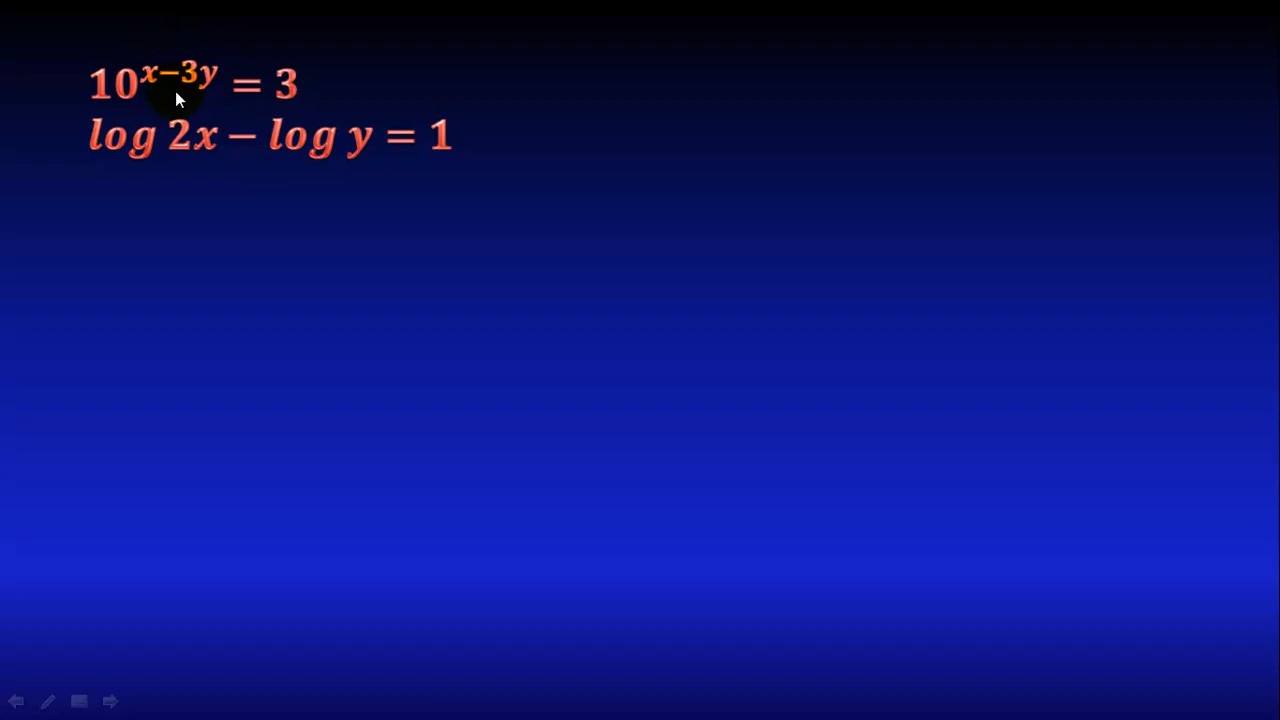 10^{x−3y} = 3
log 2x − log y = 1